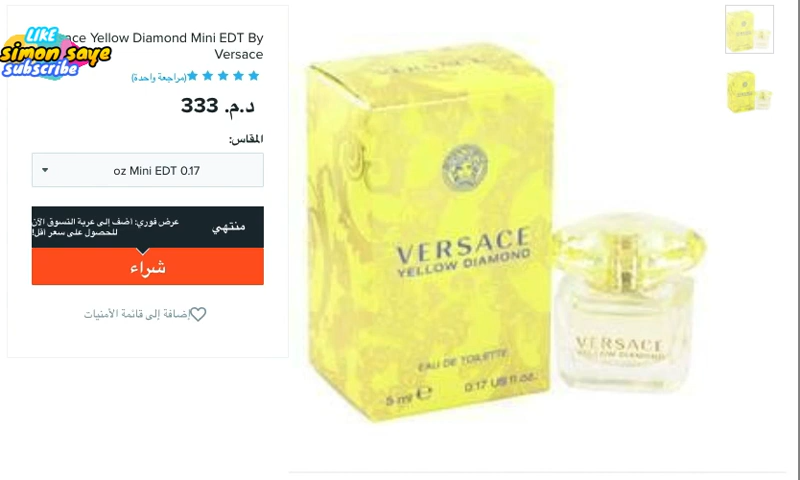 LIKE
simon saye
subscribe
ace Yellow Diamond Mini EDT By
Versace
(مراجعة واحدة)
د.م. 333
المقاس:
oz Mini EDT 0.17
منتهي
عرض فوري: اضف إلى عربة التسوق الآن
للحصول على سعر اقل!
شراء
إضافة إلى قائمة الأمنيات
VERSACE
VERSACE
YELLOW DIAMOND
EAU DE TOILETTE
5 ml ℮ 0.17 US fl.oz.
VERSACE
YELLOW DIAMOND